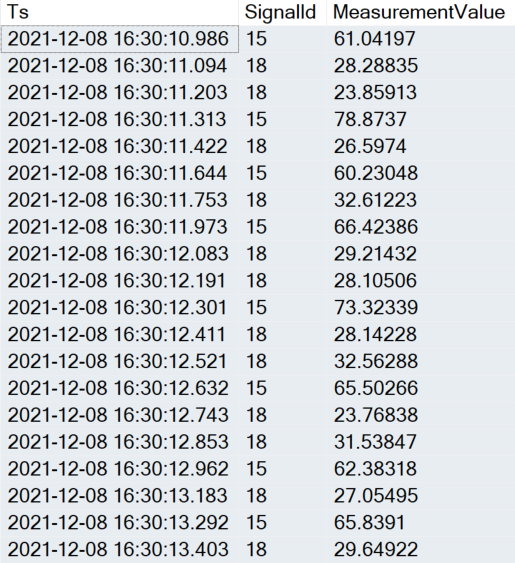 Ts SignalId MeasurementValue
2021-12-08 16:30:10.986 15 61.04197
2021-12-08 16:30:11.094 18 28.28835
2021-12-08 16:30:11.203 18 23.85913
2021-12-08 16:30:11.313 15 78.8737
2021-12-08 16:30:11.422 18 26.5974
2021-12-08 16:30:11.644 15 60.23048
2021-12-08 16:30:11.753 18 32.61223
2021-12-08 16:30:11.973 15 66.42386
2021-12-08 16:30:12.083 18 29.21432
2021-12-08 16:30:12.191 18 28.10506
2021-12-08 16:30:12.301 15 73.32339
2021-12-08 16:30:12.411 18 28.14228
2021-12-08 16:30:12.521 18 32.56288
2021-12-08 16:30:12.632 15 65.50266
2021-12-08 16:30:12.743 18 23.76838
2021-12-08 16:30:12.853 18 31.53847
2021-12-08 16:30:12.962 15 62.38318
2021-12-08 16:30:13.183 18 27.05495
2021-12-08 16:30:13.292 15 65.8391
2021-12-08 16:30:13.403 18 29.64922